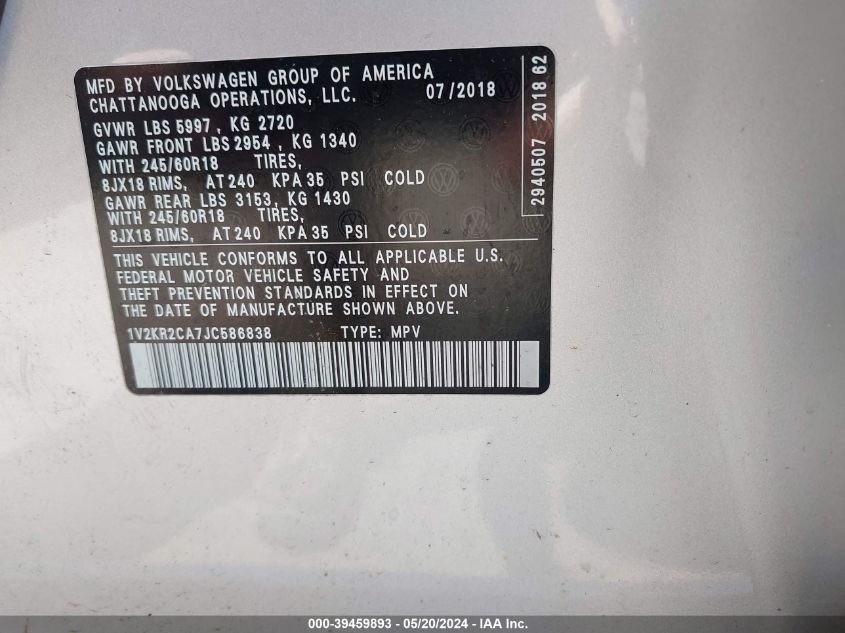 MFD BY VOLKSWAGEN GROUP OF AMERICA
CHATTANOOGA OPERATIONS, LLC. 07/2018
GVWR LBS 5997 , KG 2720
GAWR FRONT LBS 2954 , KG 1340
WITH 245/60R18 TIRES,
8JX18 RIMS, AT 240 KPA 35 PSI COLD
GAWR REAR LBS 3153, KG 1430
WITH 245/60R18 TIRES,
8JX18 RIMS, AT 240 KPA 35 PSI COLD
THIS VEHICLE CONFORMS TO ALL APPLICABLE U.S.
FEDERAL MOTOR VEHICLE SAFETY AND
THEFT PREVENTION STANDARDS IN EFFECT ON
THE DATE OF MANUFACTURE SHOWN ABOVE.
1V2KR2CA7JC586838 TYPE: MPV
2940507 2018 62
000-39459893 - 05/20/2024 - IAA Inc.